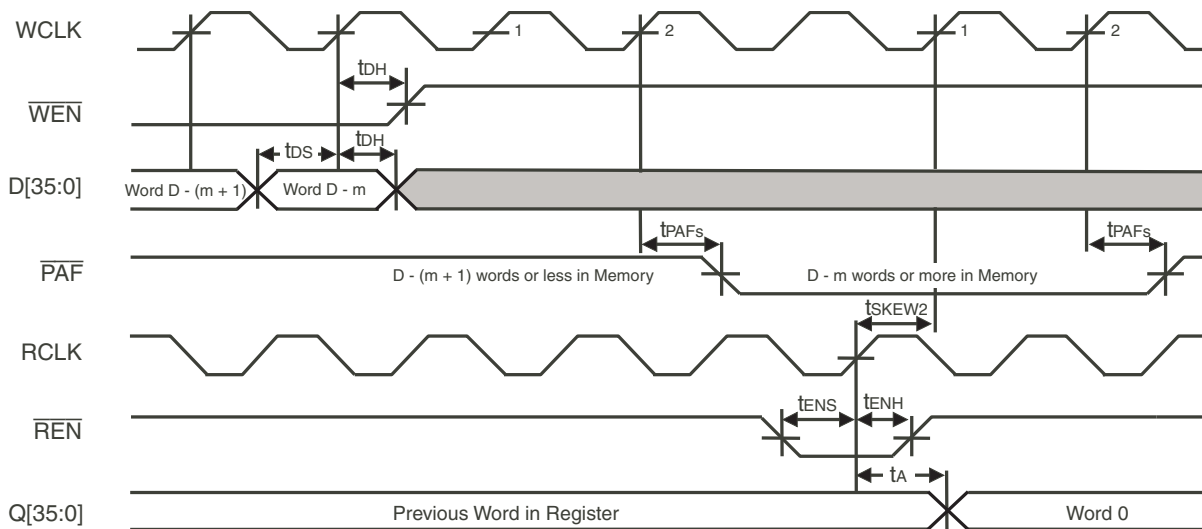 WCLK 1 2 1 2
tDH
WEN
tDS tDH
D[35:0] Word D - (m + 1) Word D - m
tPAFs tPAFs
PAF D - (m + 1) words or less in Memory D - m words or more in Memory
tSKEW2
RCLK
tENS tENH
REN
tA
Q[35:0] Previous Word in Register Word 0